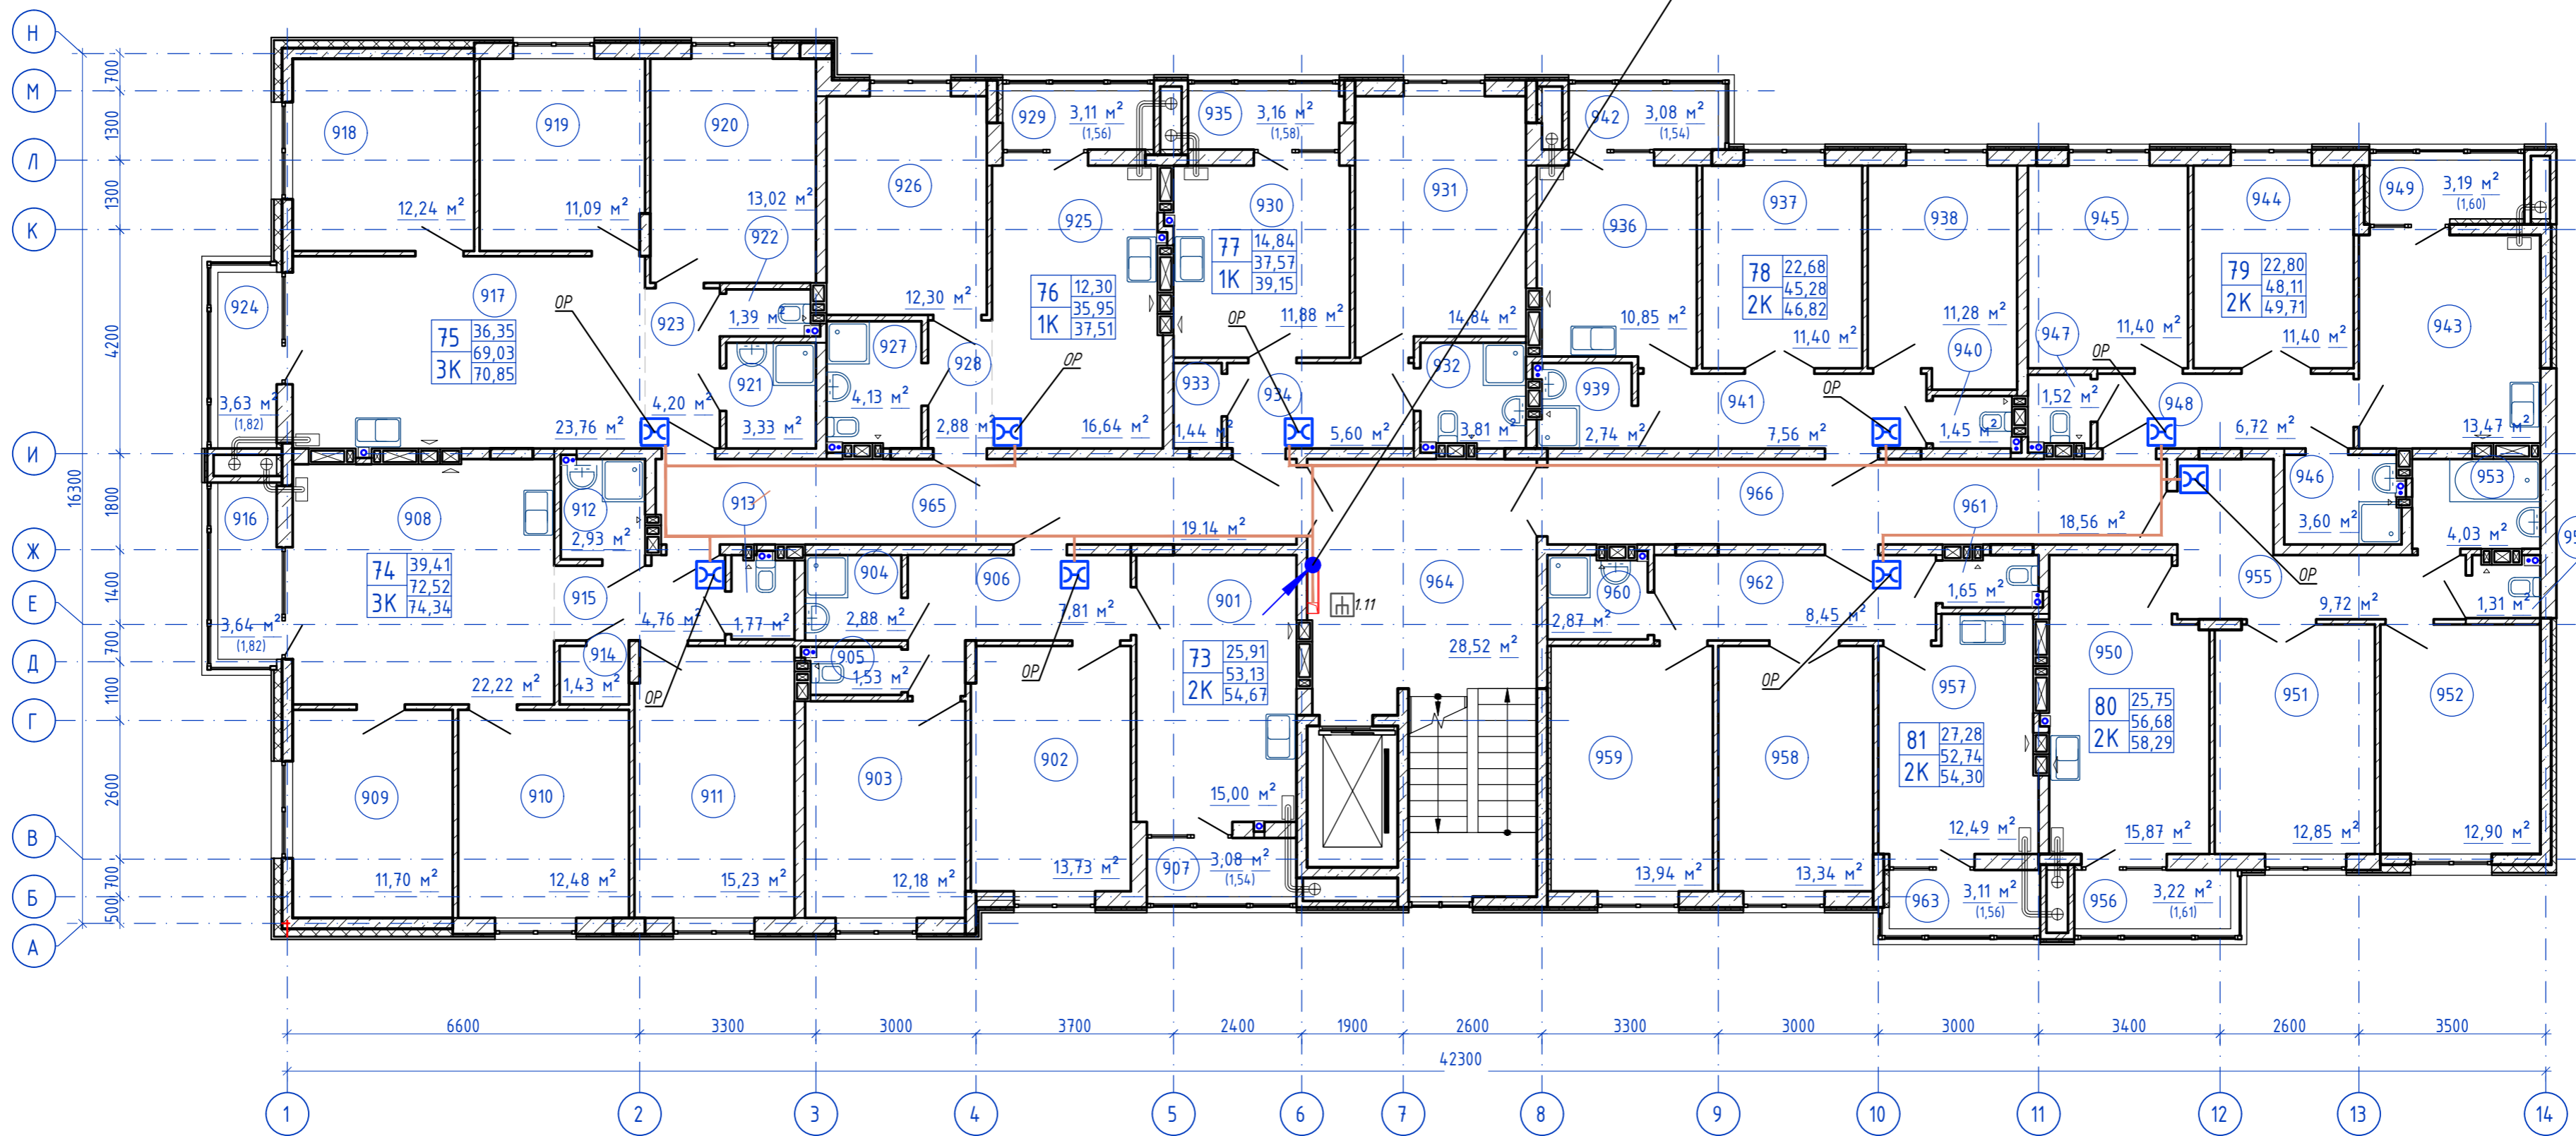 Н
М
Л
К
И
Ж
Е
Д
Г
В
Б
А
700
1300
1300
4200
1800
1400
700
1100
2600
700
500
16300
918
12,24 м²
919
11,09 м²
920
13,02 м²
922
1,39 м²
926
12,30 м²
929
3,11 м²
(1,56)
935
3,16 м²
(1,58)
925
76 12,30
35,95
1К 37,51
16,64 м²
930
77 14,84
37,57
1К 39,15
11,88 м²
931
14,84 м²
942
3,08 м²
(1,54)
936
10,85 м²
937
78 22,68
45,28
2К 46,82
11,40 м²
938
11,28 м²
945
11,40 м²
944
79 22,80
48,11
2К 49,71
11,40 м²
949
3,19 м²
(1,60)
943
13,47 м²
924
3,63 м²
(1,82)
917
75 36,35
69,03
3К 70,85
23,76 м²
ОР
923
4,20 м²
921
3,33 м²
927
4,13 м²
928
2,88 м²
ОР
933
1,44 м²
934
5,60 м²
ОР
932
3,81 м²
939
2,74 м²
941
7,56 м²
ОР
940
1,45 м²
947
1,52 м²
ОР
948
6,72 м²
916
3,64 м²
(1,82)
908
74 39,41
72,52
3К 74,34
22,22 м²
912
2,93 м²
915
4,76 м²
914
1,43 м²
ОР
913
1,77 м²
965
19,14 м²
904
2,88 м²
906
7,81 м²
905
1,53 м²
ОР
901
73 25,91
53,13
2К 54,67
15,00 м²
1.11
964
28,52 м²
966
18,56 м²
960
2,87 м²
962
8,45 м²
ОР
961
1,65 м²
946
3,60 м²
953
4,03 м²
955
9,72 м²
ОР
1,31 м²
909
11,70 м²
910
12,48 м²
911
15,23 м²
903
12,18 м²
902
13,73 м²
907
3,08 м²
(1,54)
959
13,94 м²
958
13,34 м²
957
81 27,28
52,74
2К 54,30
12,49 м²
950
80 25,75
56,68
2К 58,29
15,87 м²
951
12,85 м²
952
12,90 м²
963
3,11 м²
(1,56)
956
3,22 м²
(1,61)
6600
3300
3000
3700
2400
1900
2600
3300
3000
3000
3400
2600
3500
42300
1
2
3
4
5
6
7
8
9
10
11
12
13
14